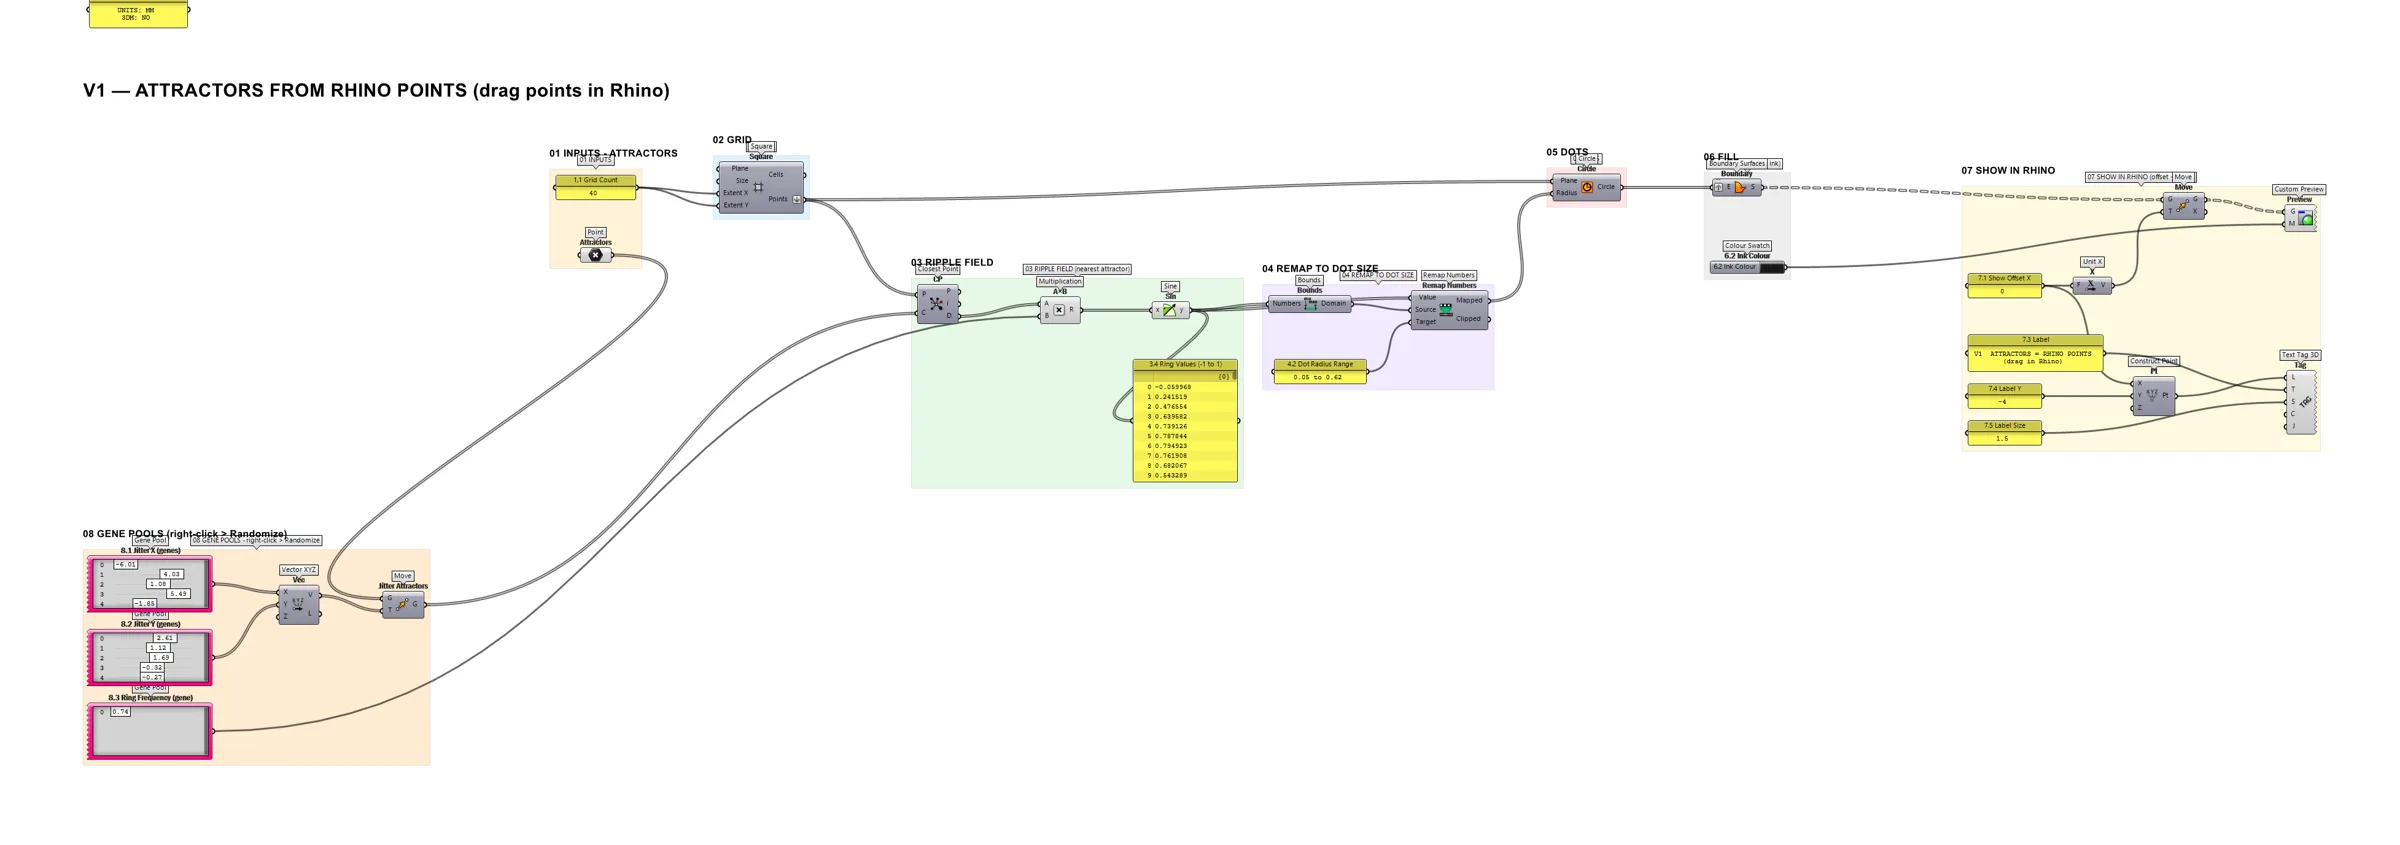 UNITS: MM
3DM: NO
V1 — ATTRACTORS FROM RHINO POINTS (drag points in Rhino)
01 INPUTS - ATTRACTORS
01 INPUTS
1.1 Grid Count
40
Point
Attractors
02 GRID
Square
Square
Plane
Size
Extent X
Extent Y
Cells
Points
03 RIPPLE FIELD
Closest Point
CP
P
C
P
i
D
03 RIPPLE FIELD (nearest attractor)
Multiplication
A×B
A
B
R
Sine
Sin
x
y
3.4 Ring Values (-1 to 1)
{0}
0 -0.059968
1 0.241519
2 0.476554
3 0.639582
4 0.739126
5 0.787844
6 0.794923
7 0.761908
8 0.682067
9 0.543289
04 REMAP TO DOT SIZE
04 REMAP TO DOT SIZE
Bounds
Bounds
Numbers
Domain
Remap Numbers
Remap Numbers
Value
Source
Target
Mapped
Clipped
4.2 Dot Radius Range
0.05 to 0.62
05 DOTS
Circle
Circle
Plane
Radius
Circle
06 FILL
Boundary Surfaces
ink)
Boundary
E
S
Colour Swatch
6.2 Ink Colour
6.2 Ink Colour
07 SHOW IN RHINO
07 SHOW IN RHINO (offset
Move
Move
G
T
G
X
Custom Preview
Preview
G
M
7.1 Show Offset X
0
Unit X
X
F
V
7.3 Label
V1 ATTRACTORS = RHINO POINTS
(drag in Rhino)
7.4 Label Y
-4
7.5 Label Size
1.5
Construct Point
Pt
X
Y
Z
XYZ
Pt
Text Tag 3D
Tag
L
T
S
C
J
TAG
08 GENE POOLS (right-click > Randomize)
08 GENE POOLS - right-click > Randomize
Gene Pool
8.1 Jitter X (genes)
0 -6.01
1 4.03
2 1.08
3 5.49
4 -1.85
Gene Pool
8.2 Jitter Y (genes)
0 2.61
1 1.12
2 1.69
3 -0.32
4 -0.27
Gene Pool
8.3 Ring Frequency (gene)
0 0.74
Vector XYZ
Vec
X
Y
Z
XYZ
V
L
Move
Jitter Attractors
G
T
G